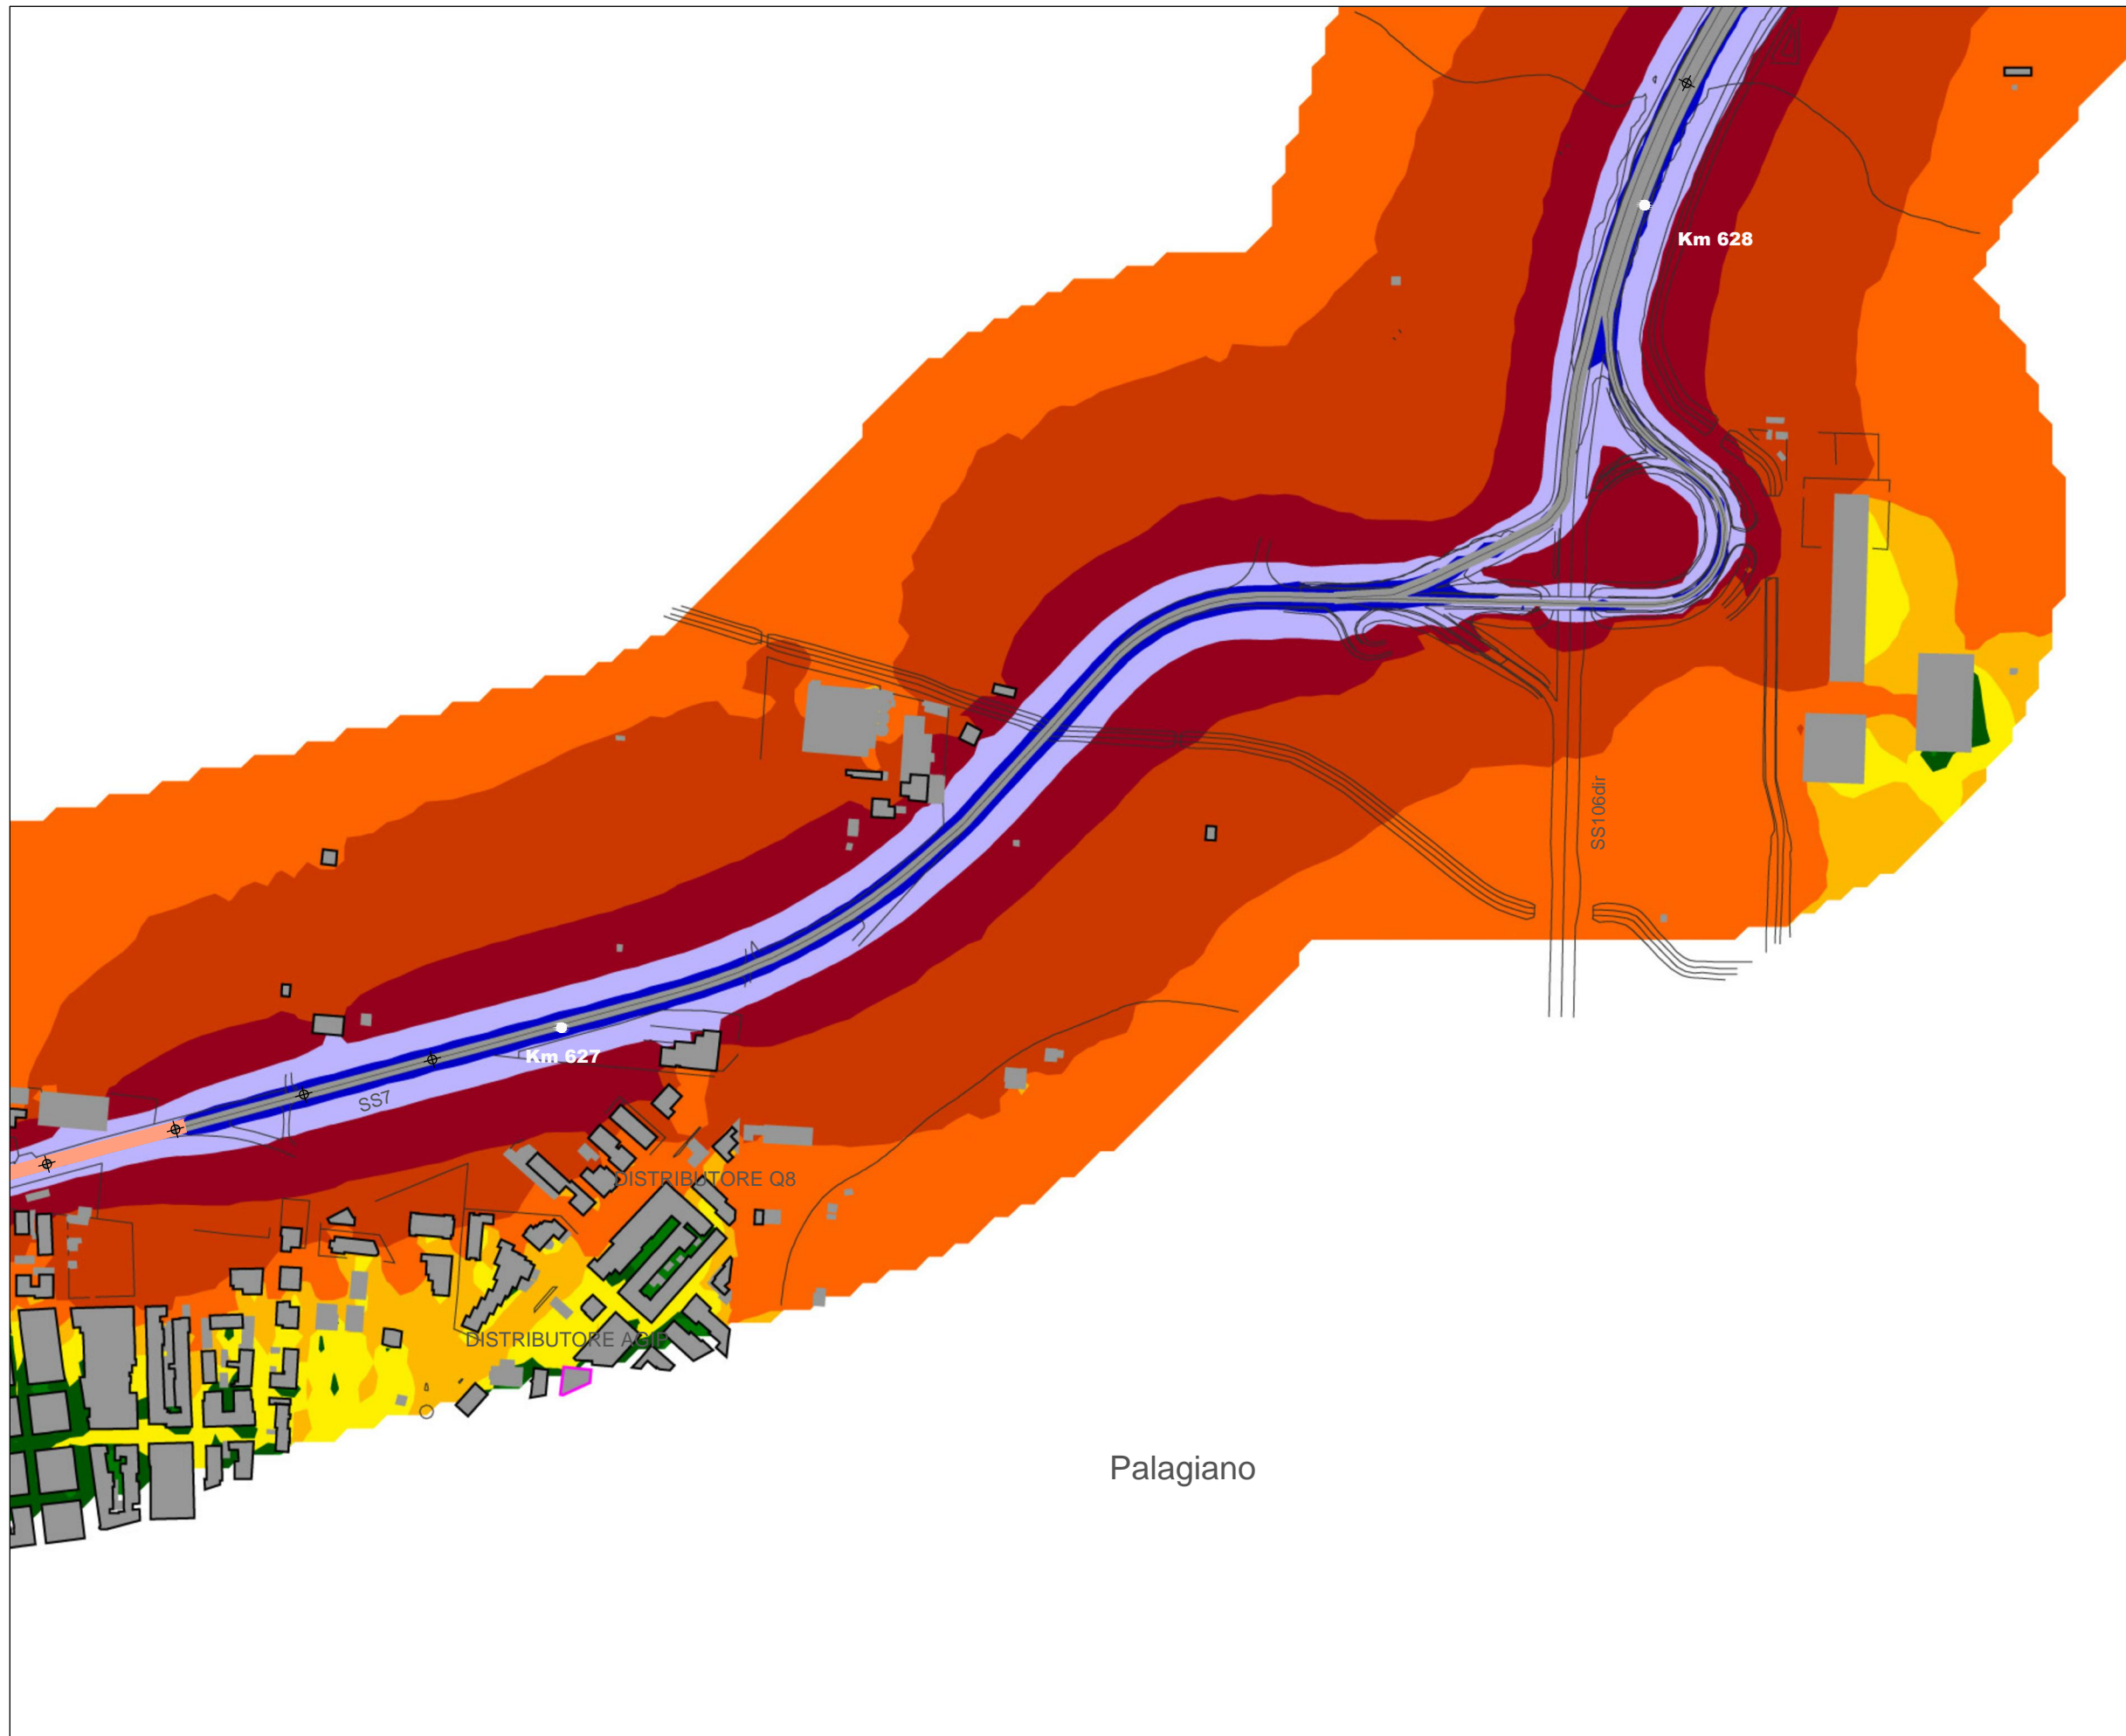 Km 628
SS106dir
Km 627
SS7
DISTRIBUTORE Q8
DISTRIBUTORE AGIP
Palagiano